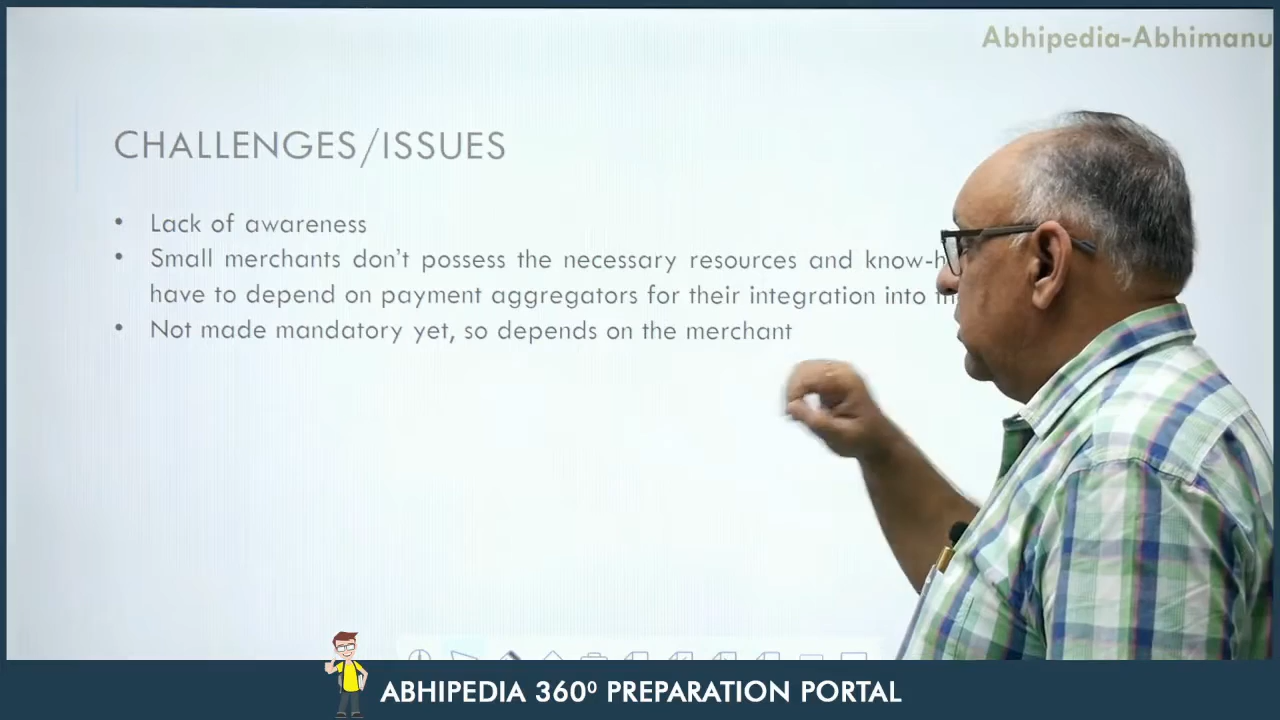 Abhipedia-Abhimanu
CHALLENGES/ISSUES
• Lack of awareness
• Small merchants don't possess the necessary resources and
have to depend on payment aggregators for their integration into
• Not made mandatory yet, so depends on the merchant
ABHIPEDIA 360⁰ PREPARATION PORTAL